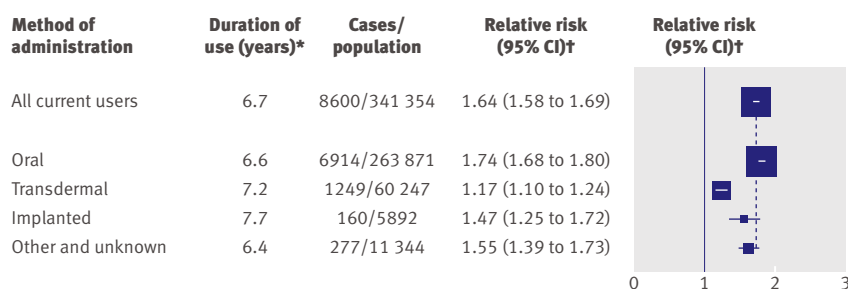 Method of administration Duration of use (years)* Cases/ population Relative risk (95% CI)† Relative risk (95% CI)†
All current users 6.7 8600/341 354 1.64 (1.58 to 1.69)
Oral 6.6 6914/263 871 1.74 (1.68 to 1.80)
Transdermal 7.2 1249/60 247 1.17 (1.10 to 1.24)
Implanted 7.7 160/5892 1.47 (1.25 to 1.72)
Other and unknown 6.4 277/11 344 1.55 (1.39 to 1.73)
0 1 2 3